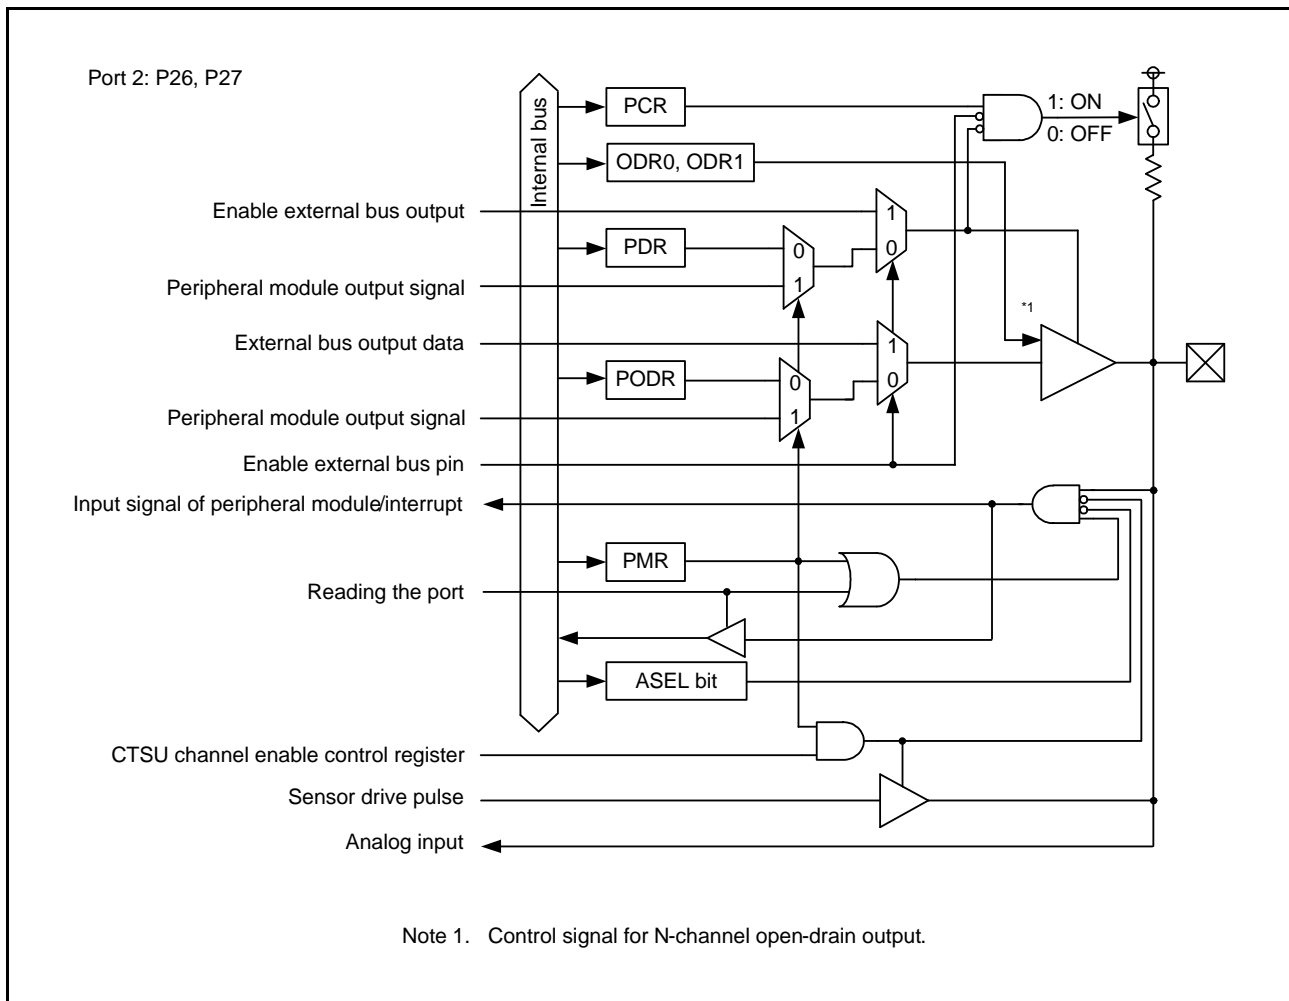 Port 2: P26, P27
Internal bus
PCR
1: ON
0: OFF
ODR0, ODR1
Enable external bus output
1
0
PDR
0
1
Peripheral module output signal
*1
External bus output data
1
0
PODR
0
1
Peripheral module output signal
Enable external bus pin
Input signal of peripheral module/interrupt
PMR
Reading the port
ASEL bit
CTSU channel enable control register
Sensor drive pulse
Analog input
Note 1. Control signal for N-channel open-drain output.